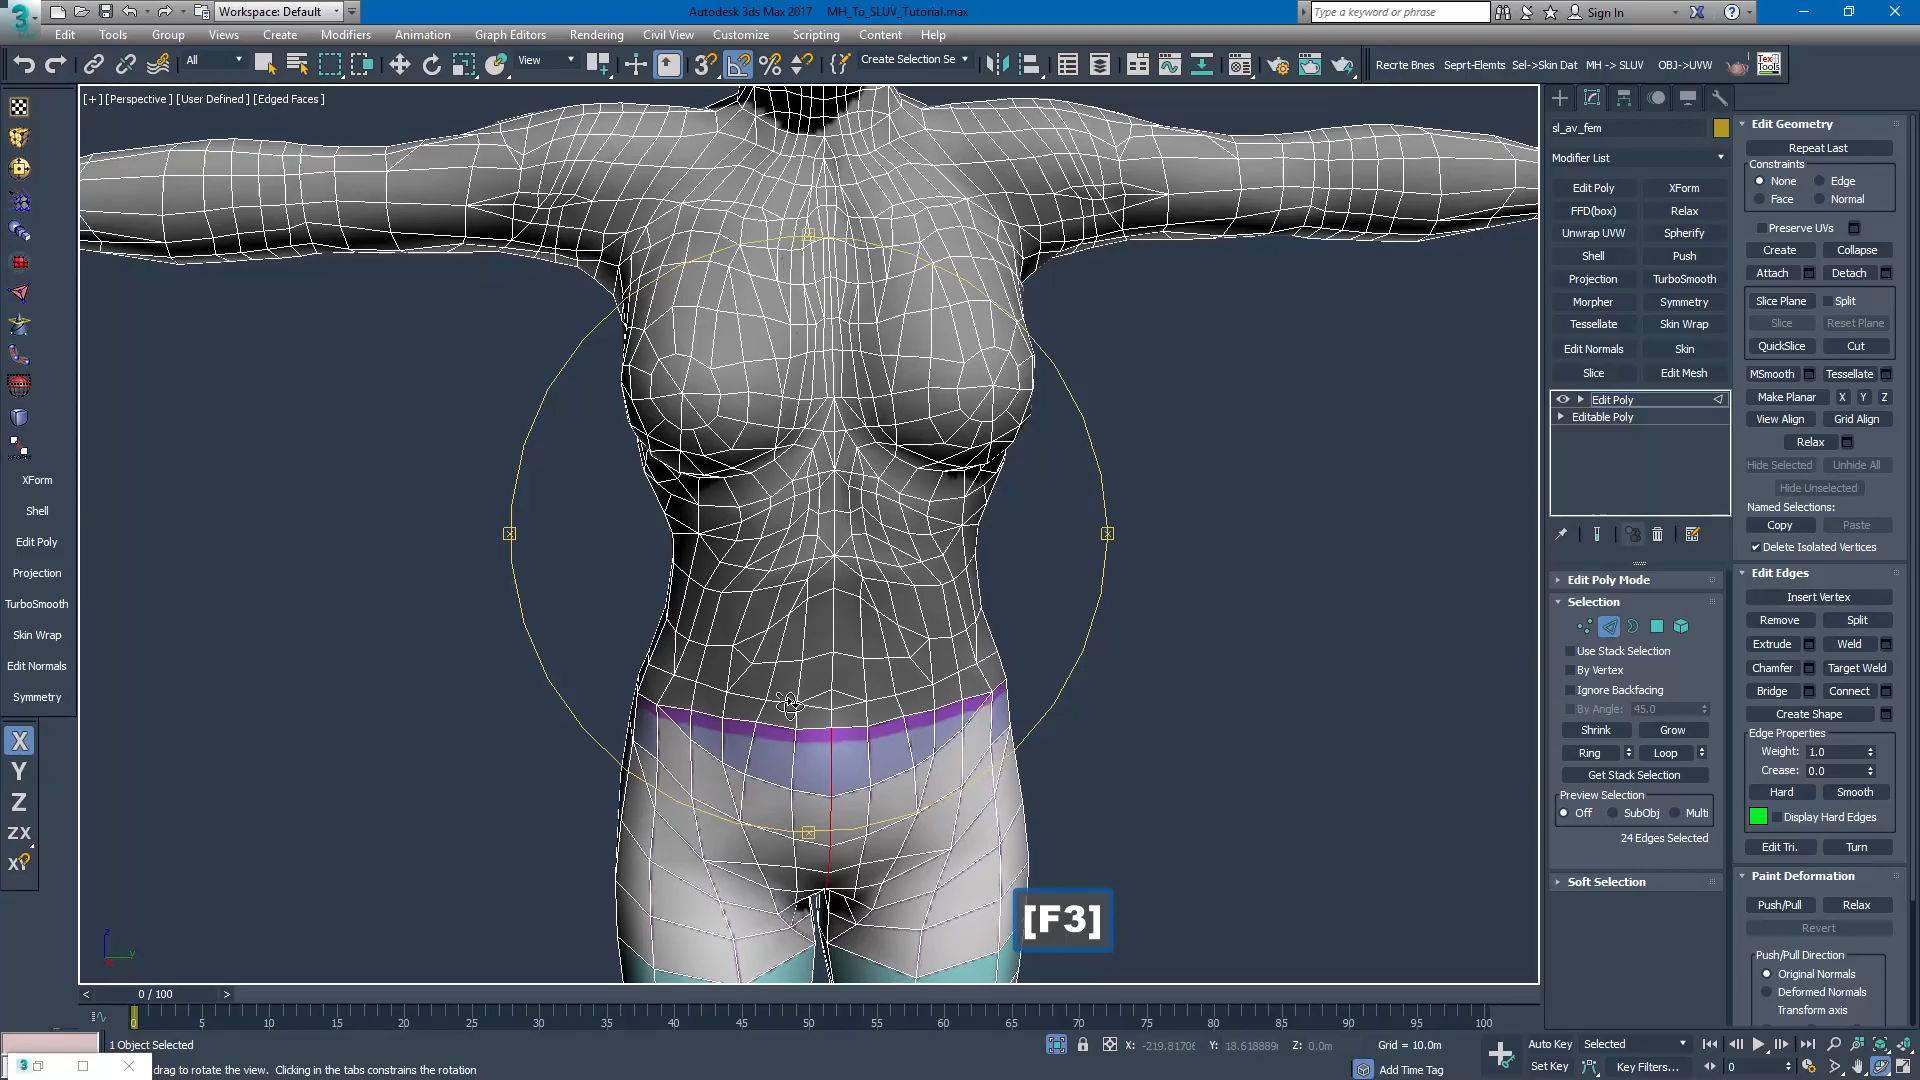 Workspace: Default
Autodesk 3ds Max 2017 MH_To_SLUV_Tutorial.max
Type a keyword or phrase
Sign In
Edit Tools Group Views Create Modifiers Animation Graph Editors Rendering Civil View Customize Scripting Content Help
All
View
Create Selection Se
Recrte Bnes Seprt-Elemts Sel->Skin Dat MH -> SLUV OBJ->UVW
Tex
Tools
[+] [Perspective] [User Defined] [Edged Faces]
XForm
Shell
Edit Poly
Projection
TurboSmooth
Skin Wrap
Edit Normals
Symmetry
X
Y
Z
ZX
XY
[F3]
sl_av_fem
Modifier List
Edit Poly XForm
FFD(box) Relax
Unwrap UVW Spherify
Shell Push
Projection TurboSmooth
Morpher Symmetry
Tessellate Skin Wrap
Edit Normals Skin
Slice Edit Mesh
Edit Poly
Editable Poly
Edit Poly Mode
Selection
Use Stack Selection
By Vertex
Ignore Backfacing
By Angle: 45.0
Shrink Grow
Ring Loop
Get Stack Selection
Preview Selection
Off SubObj Multi
24 Edges Selected
Soft Selection
Edit Geometry
Repeat Last
Constraints
None Edge
Face Normal
Preserve UVs
Create Collapse
Attach Detach
Slice Plane Split
Slice Reset Plane
QuickSlice Cut
MSmooth Tessellate
Make Planar X Y Z
View Align Grid Align
Relax
Hide Selected Unhide All
Hide Unselected
Named Selections:
Copy Paste
Delete Isolated Vertices
Edit Edges
Insert Vertex
Remove Split
Extrude Weld
Chamfer Target Weld
Bridge Connect
Create Shape
Edge Properties
Weight: 1.0
Crease: 0.0
Hard Smooth
Display Hard Edges
Edit Tri. Turn
Paint Deformation
Push/Pull Relax
Revert
Push/Pull Direction
Original Normals
Deformed Normals
Transform axis
< 0 / 100 >
0 5 10 15 20 25 30 35 40 45 50 55 60 65 70 75 80 85 90 95 100
1 Object Selected
X: Y: 18.618889 Z: 0.0m
Grid = 10.0m
Auto Key Selected
drag to rotate the view. Clicking in the tabs constrains the rotation
Add Time Tag
Set Key Key Filters...
0